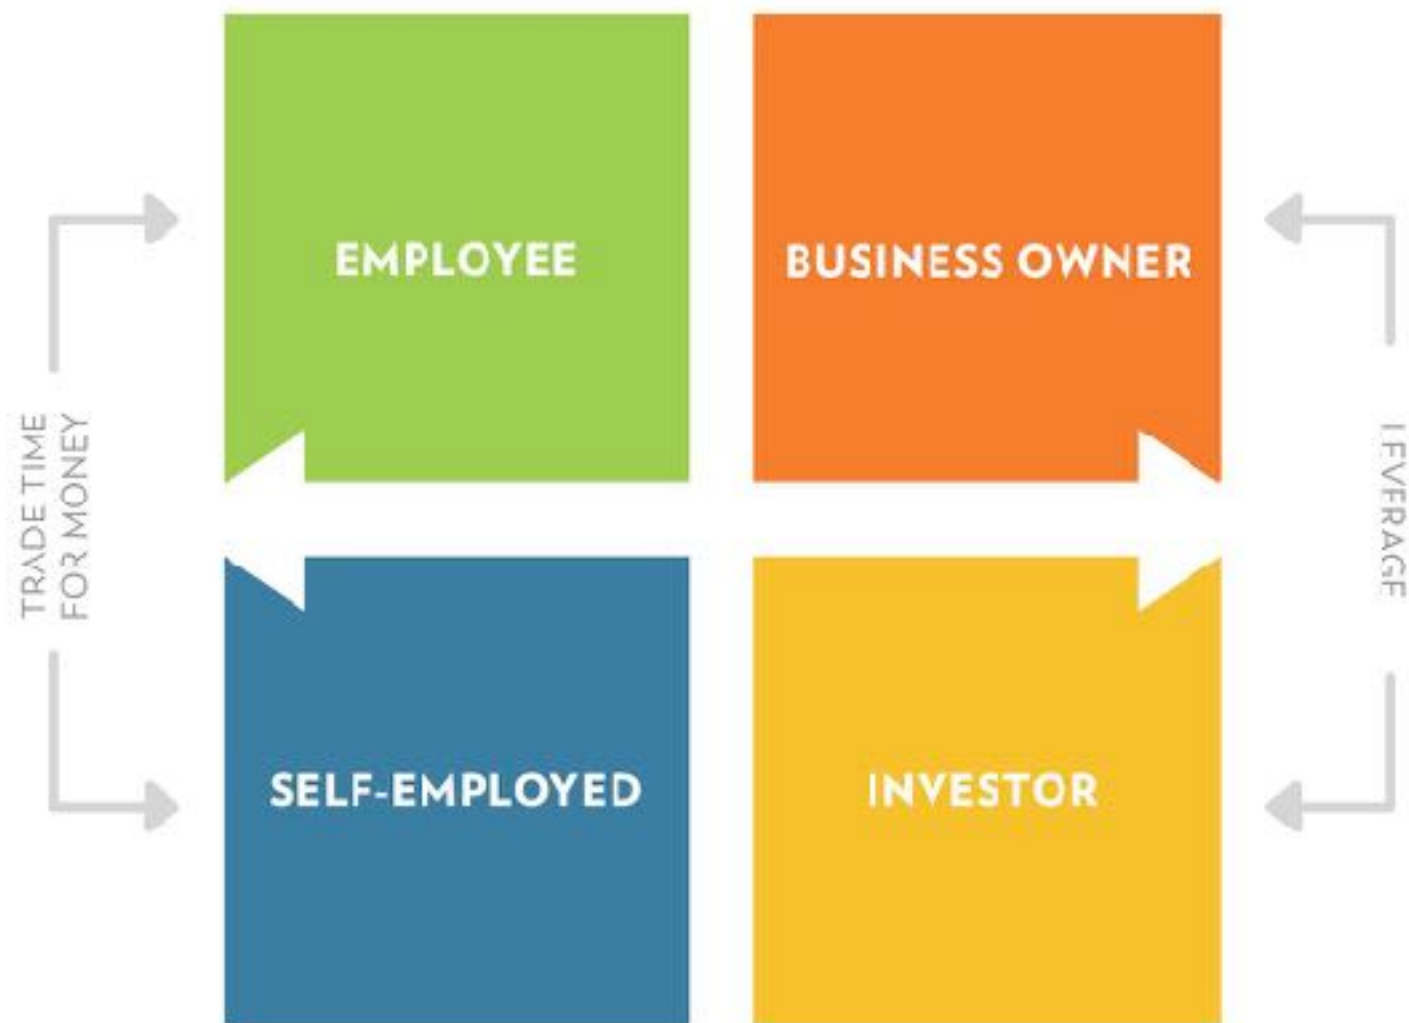 EMPLOYEE
BUSINESS OWNER
TRADE TIME
FOR MONEY
LEVERAGE
SELF-EMPLOYED
INVESTOR